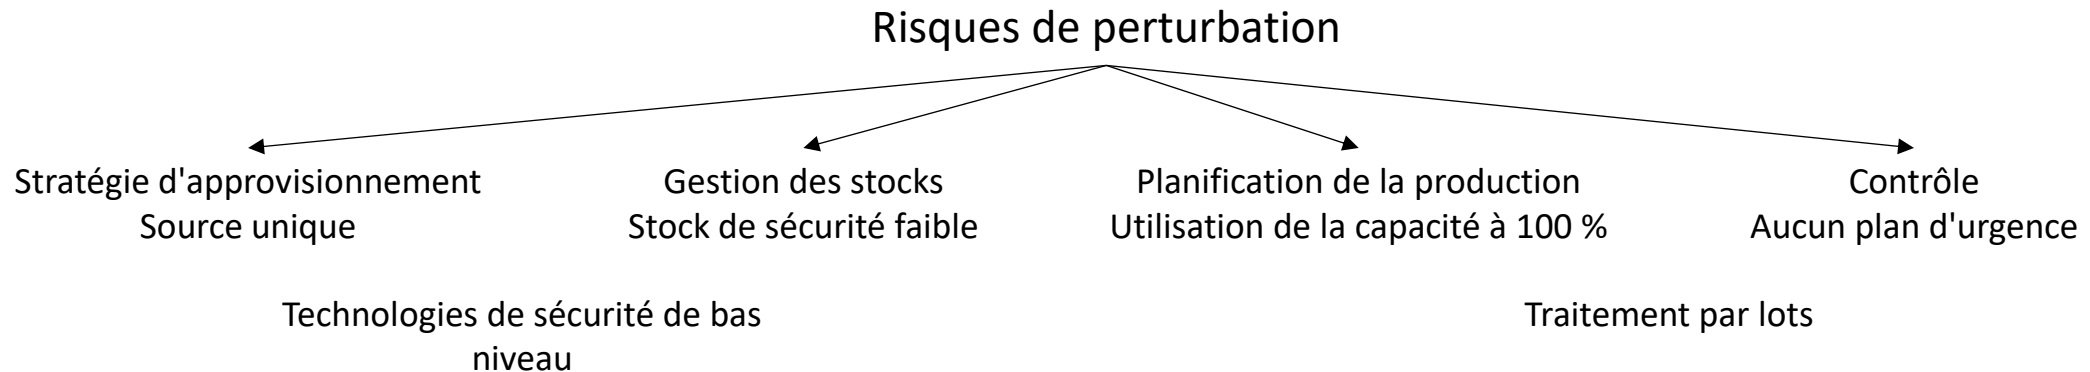 Risques de perturbation
Stratégie d'approvisionnement
Source unique
Gestion des stocks
Stock de sécurité faible
Planification de la production
Utilisation de la capacité à 100 %
Contrôle
Aucun plan d'urgence
Technologies de sécurité de bas
niveau
Traitement par lots